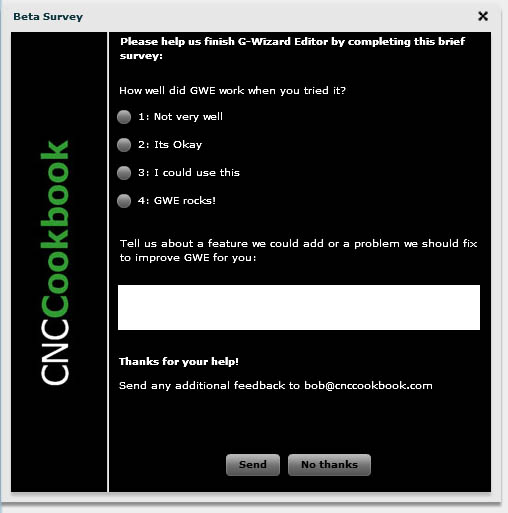 Beta Survey
CNCCookbook
Please help us finish G-Wizard Editor by completing this brief
survey:
How well did GWE work when you tried it?
1: Not very well
2: Its Okay
3: I could use this
4: GWE rocks!
Tell us about a feature we could add or a problem we should fix
to improve GWE for you:
Thanks for your help!
Send any additional feedback to bob@cnccookbook.com
Send
No thanks